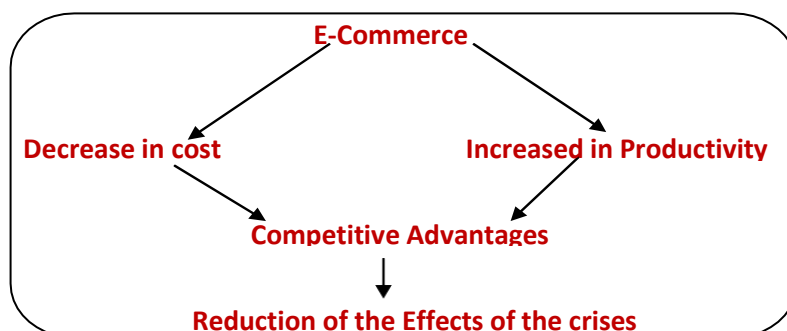 E-Commerce
Decrease in cost
Increased in Productivity
Competitive Advantages
Reduction of the Effects of the crises